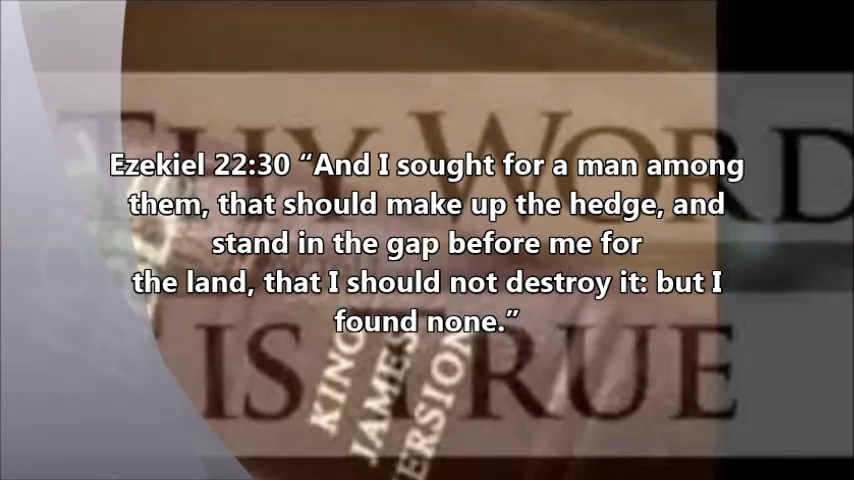 THY WORD
Ezekiel 22:30 “And I sought for a man among
them, that should make up the hedge, and
stand in the gap before me for
the land, that I should not destroy it: but I
found none.”
IS TRUE
KING
JAMES
VERSION